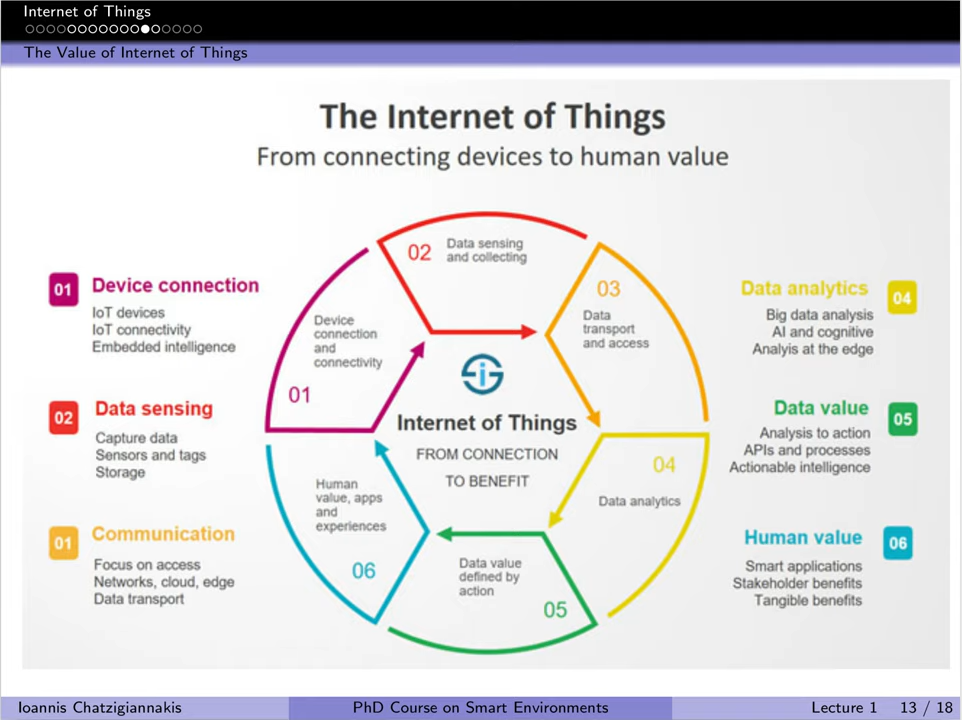 Internet of Things
The Value of Internet of Things
The Internet of Things
From connecting devices to human value
01 Device connection
IoT devices
IoT connectivity
Embedded intelligence
02 Data sensing
Capture data
Sensors and tags
Storage
01 Communication
Focus on access
Networks, cloud, edge
Data transport
01
Device
connection
and
connectivity
02
Data sensing
and collecting
03
Data
transport
and access
04
Data analytics
05
Data value
defined by
action
06
Human
value, apps
and
experiences
Internet of Things
FROM CONNECTION
TO BENEFIT
Data analytics 04
Big data analysis
AI and cognitive
Analyis at the edge
Data value 05
Analysis to action
APIs and processes
Actionable intelligence
Human value 06
Smart applications
Stakeholder benefits
Tangible benefits
Ioannis Chatzigiannakis PhD Course on Smart Environments Lecture 1 13 / 18